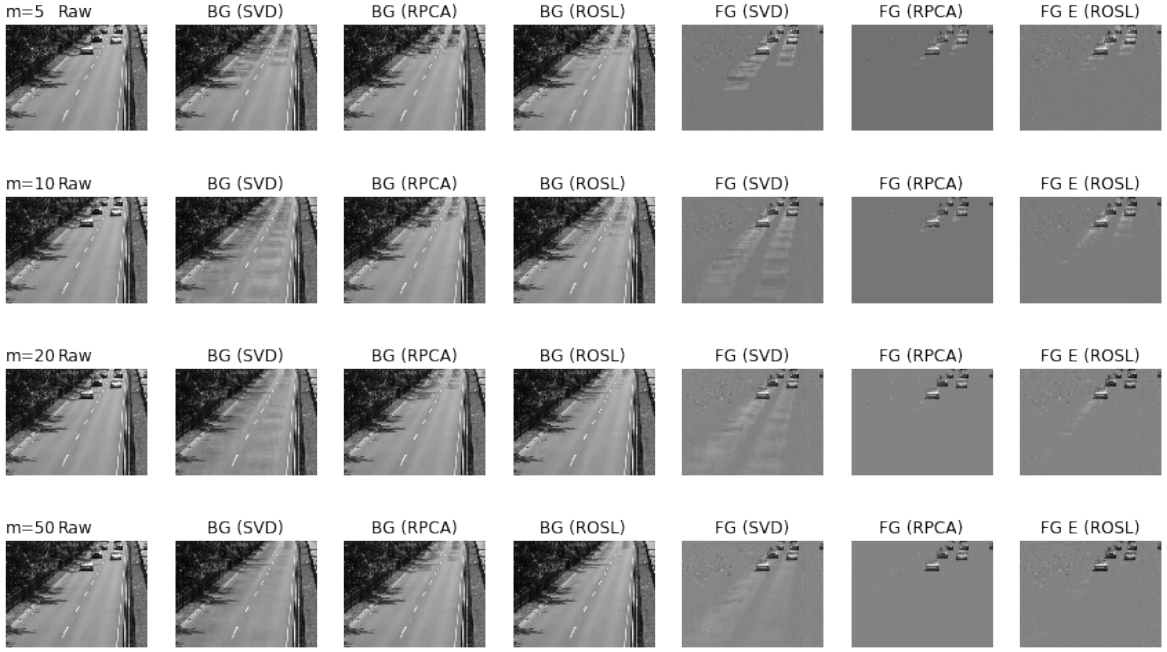 m=5 Raw BG (SVD) BG (RPCA) BG (ROSL) FG (SVD) FG (RPCA) FG E (ROSL)
m=10 Raw BG (SVD) BG (RPCA) BG (ROSL) FG (SVD) FG (RPCA) FG E (ROSL)
m=20 Raw BG (SVD) BG (RPCA) BG (ROSL) FG (SVD) FG (RPCA) FG E (ROSL)
m=50 Raw BG (SVD) BG (RPCA) BG (ROSL) FG (SVD) FG (RPCA) FG E (ROSL)